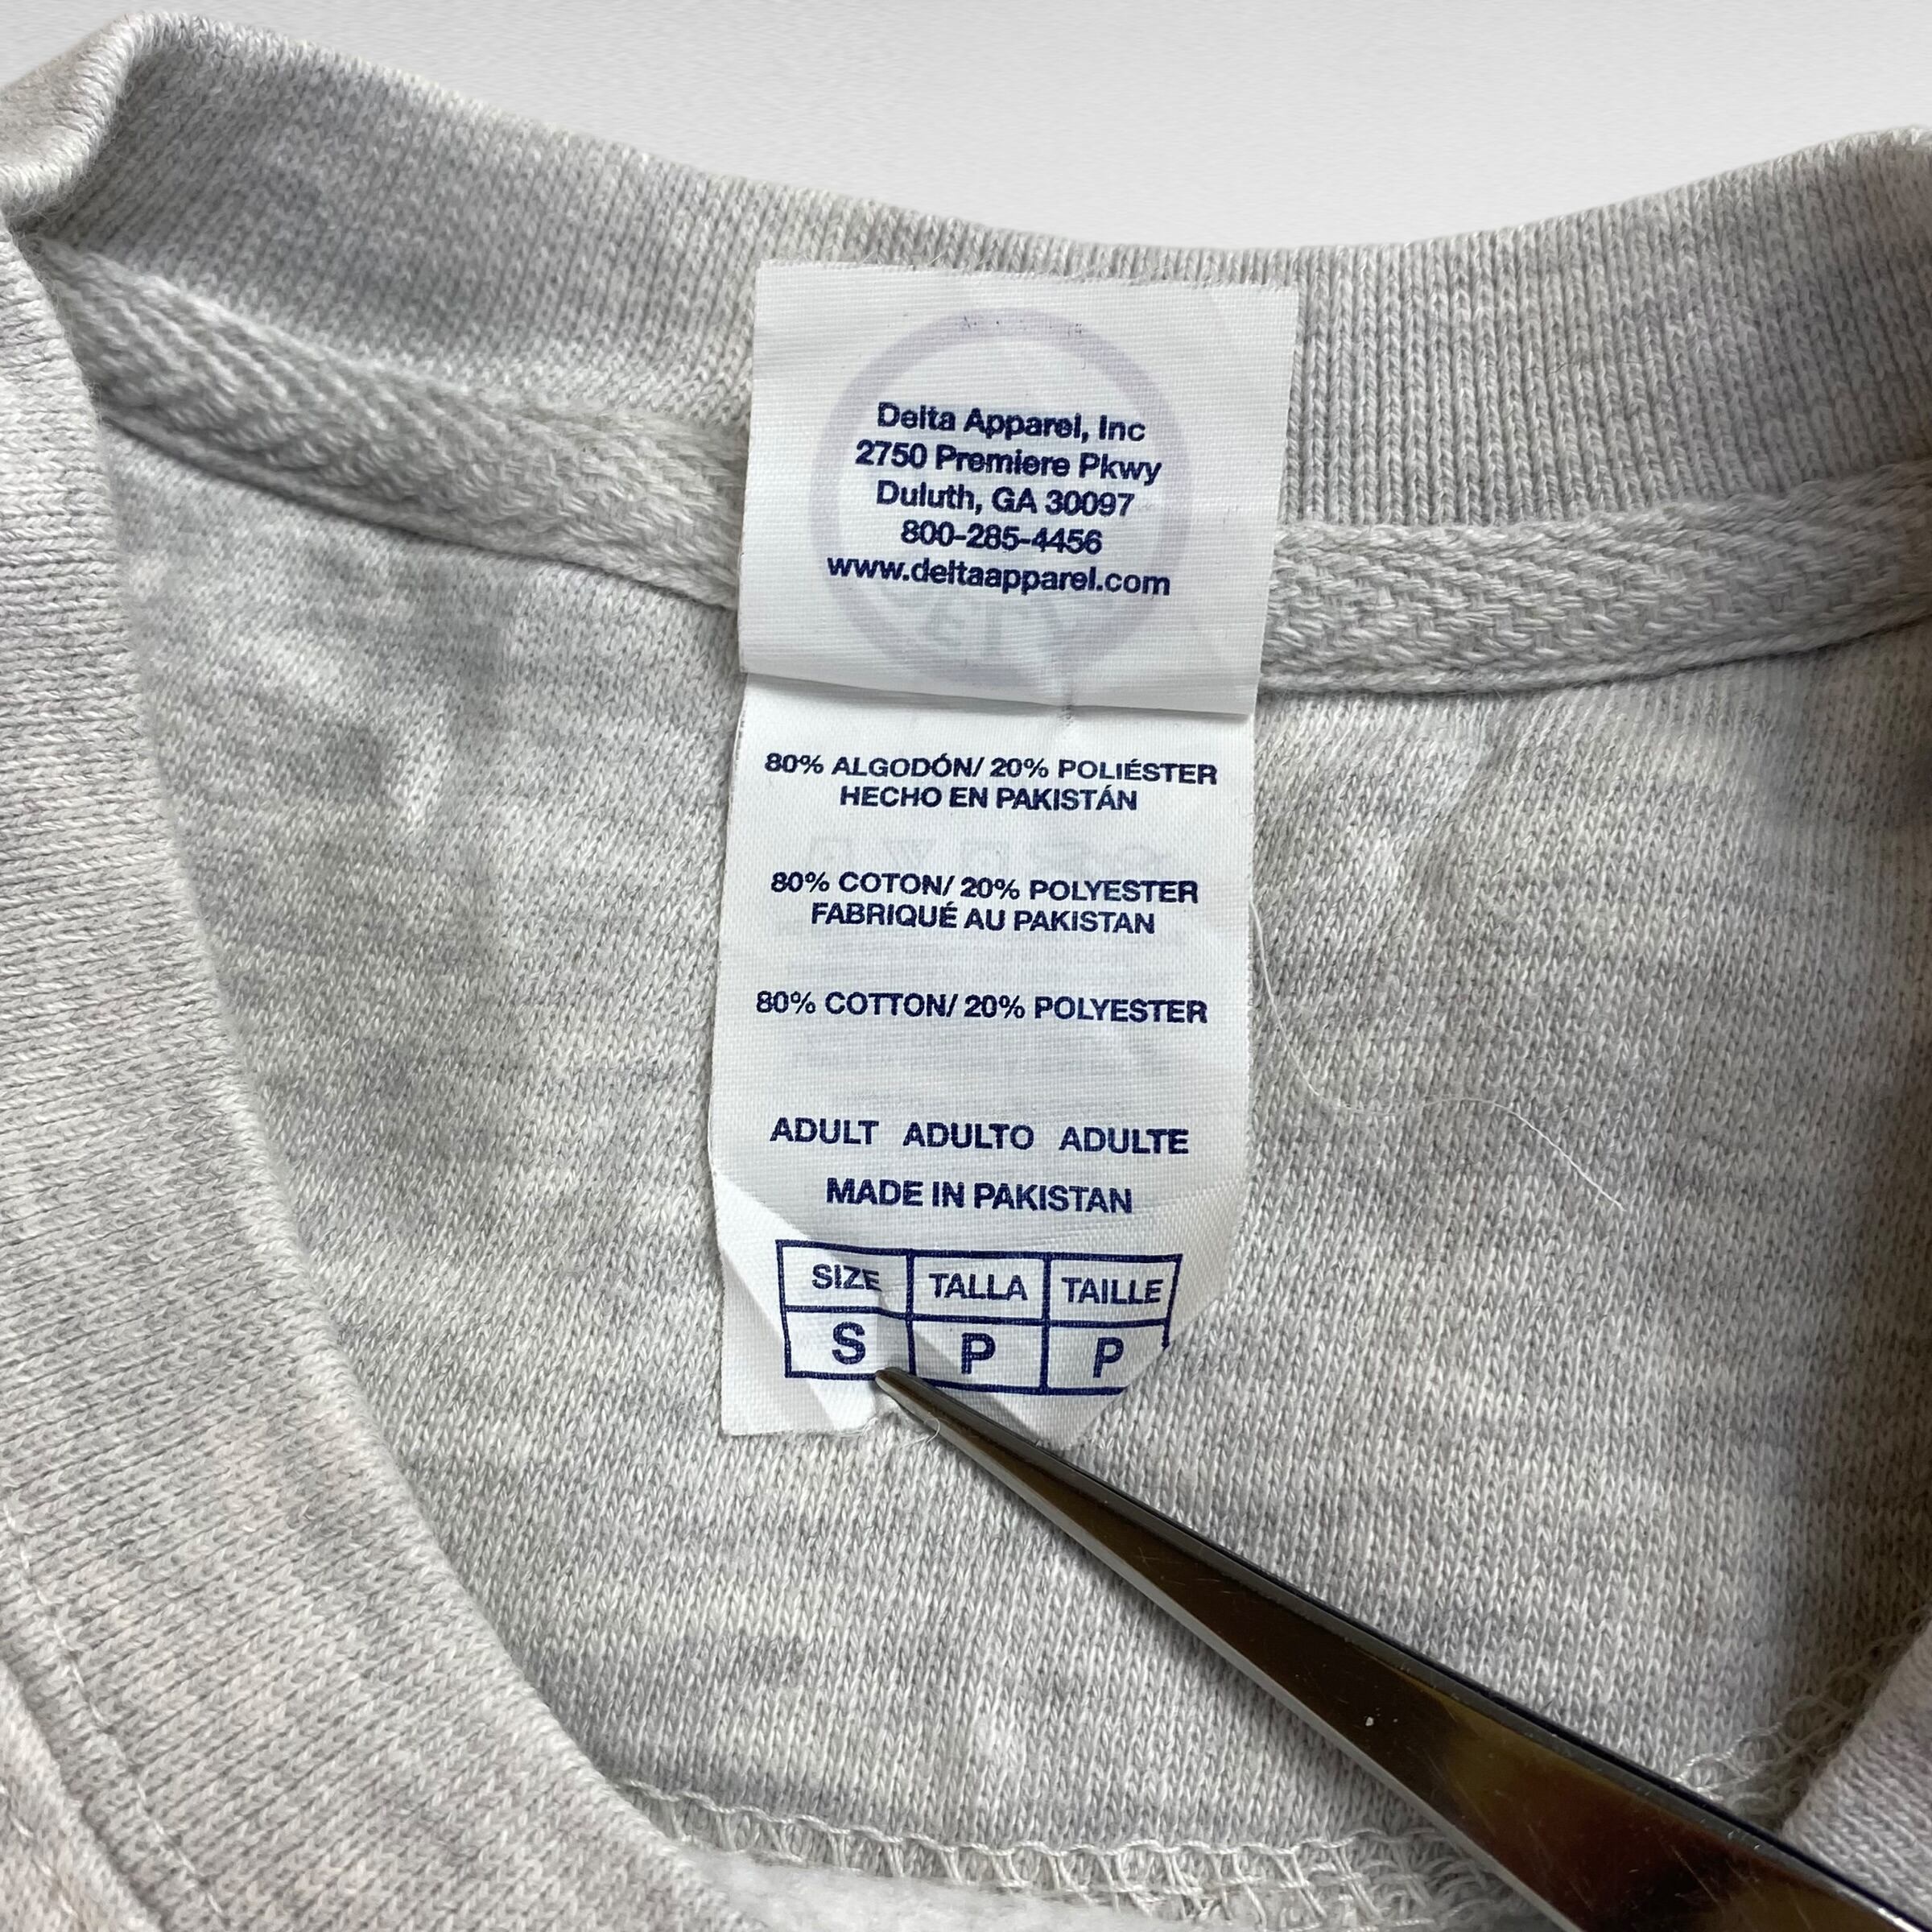 Delta Apparel, Inc
2750 Premiere Pkwy
Duluth, GA 30097
800-285-4456
www.deltaapparel.com
80% ALGODÓN/ 20% POLIÉSTER
HECHO EN PAKISTÁN
80% COTON/ 20% POLYESTER
FABRIQUÉ AU PAKISTAN
80% COTTON/ 20% POLYESTER
ADULT ADULTO ADULTE
MADE IN PAKISTAN
SIZE TALLA TAILLE
S P P